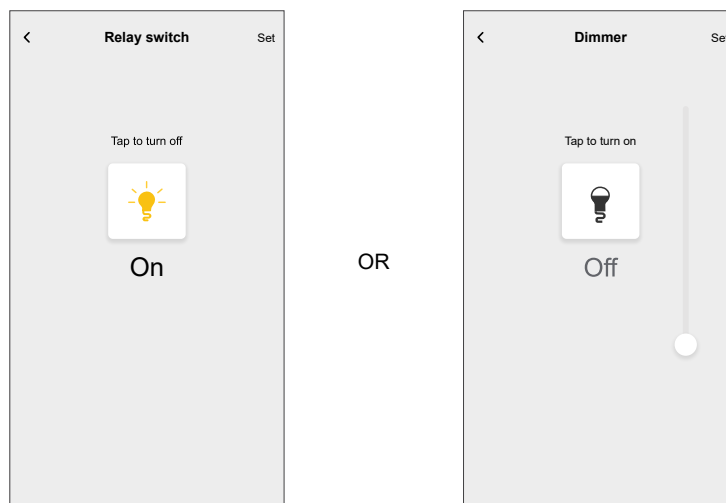 Relay switch
Set
Tap to turn off
On
OR
Dimmer
Set
Tap to turn on
Off